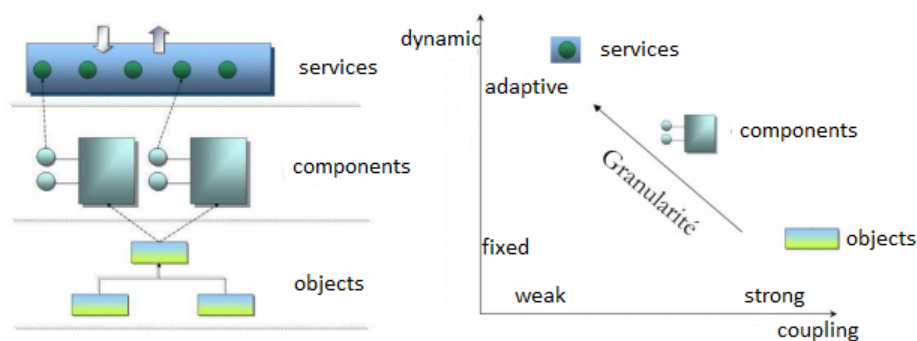 services
components
objects
dynamic
services
adaptive
components
Granularité
fixed
objects
weak
strong
coupling